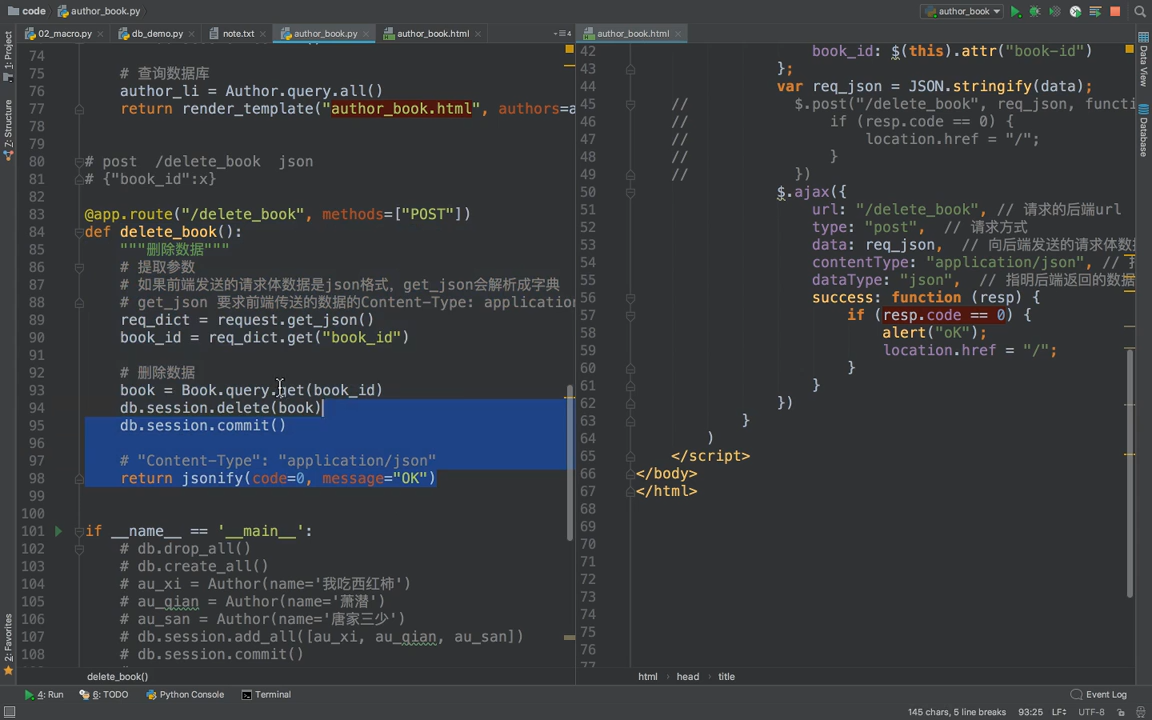 code
author_book.py
author_book
02_macro.py
db_demo.py
note.txt
author_book.py
author_book.html
4
author_book.html
74
75 # 查询数据库
76 author_li = Author.query.all()
77 return render_template("author_book.html", authors=a
78
79
80 # post /delete_book json
81 # {"book_id":x}
82
83 @app.route("/delete_book", methods=["POST"])
84 def delete_book():
85 """删除数据"""
86 # 提取参数
87 # 如果前端发送的请求体数据是json格式，get_json会解析成字典
88 # get_json 要求前端传送的数据的Content-Type: application
89 req_dict = request.get_json()
90 book_id = req_dict.get("book_id")
91
92 # 删除数据
93 book = Book.query.get(book_id)
94 db.session.delete(book)
95 db.session.commit()
96
97 # "Content-Type": "application/json"
98 return jsonify(code=0, message="OK")
99
100
101 if __name__ == '__main__':
102 # db.drop_all()
103 # db.create_all()
104 # au_xi = Author(name='我吃西红柿')
105 # au_qian = Author(name='萧潜')
106 # au_san = Author(name='唐家三少')
107 # db.session.add_all([au_xi, au_qian, au_san])
108 # db.session.commit()
delete_book()
42 book_id: $(this).attr("book-id")
43 };
44 var req_json = JSON.stringify(data);
45 // $.post("/delete_book", req_json, functi
46 // if (resp.code == 0) {
47 // location.href = "/";
48 // }
49 // })
50 $.ajax({
51 url: "/delete_book", // 请求的后端url
52 type: "post", // 请求方式
53 data: req_json, // 向后端发送的请求体数
54 contentType: "application/json", //
55 dataType: "json", // 指明后端返回的数据
56 success: function (resp) {
57 if (resp.code == 0) {
58 alert("oK");
59 location.href = "/";
60 }
61 }
62 })
63 }
64 )
65 </script>
66 </body>
67 </html>
68
69
70
71
72
73
74
75
76
77
html › head › title
1: Project
7: Structure
2: Favorites
Data View
Database
4: Run
6: TODO
Python Console
Terminal
Event Log
145 chars, 5 line breaks 93:25 LF÷ UTF-8